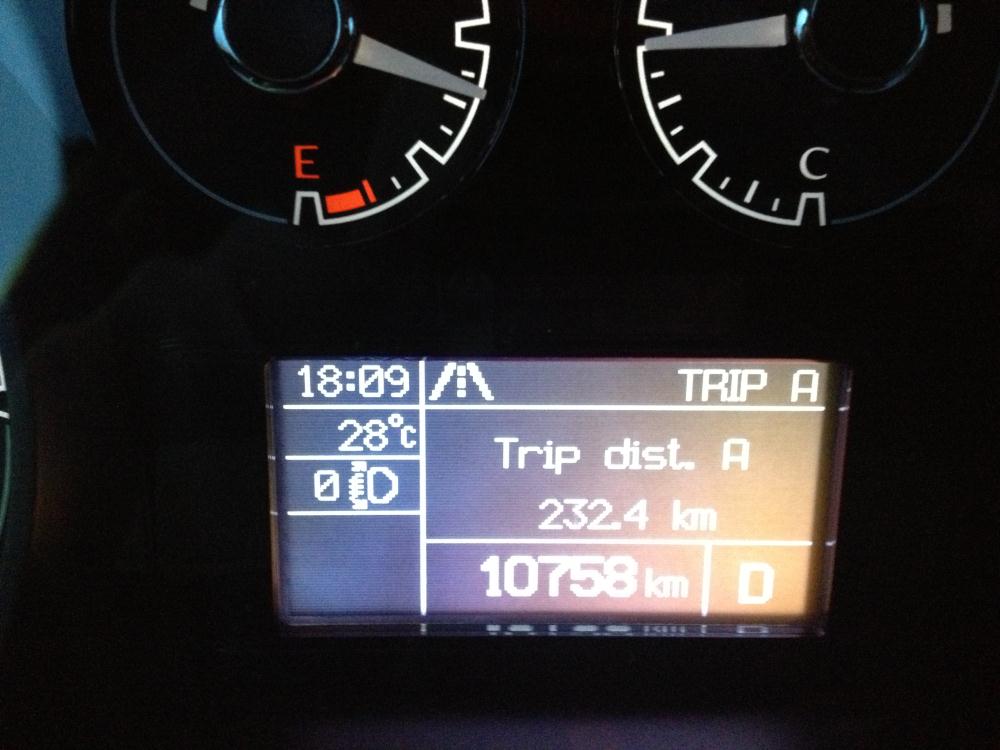 E
C
18:09
TRIP A
28°C
Trip dist. A
0
232.4 km
10758 km
D